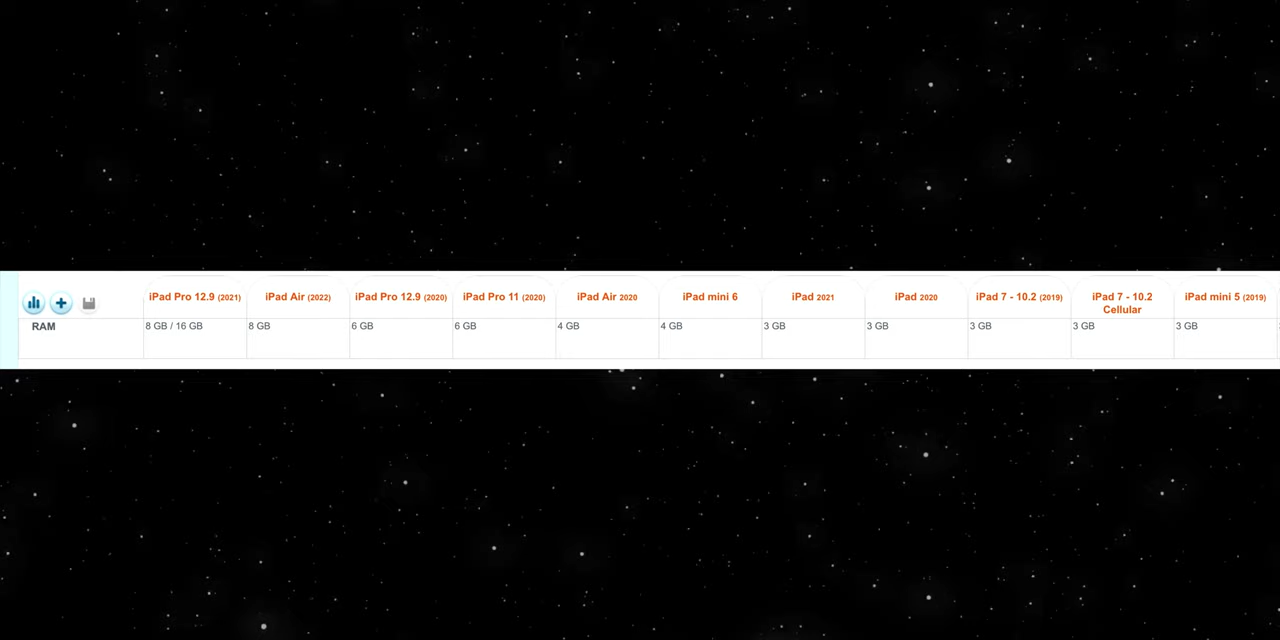 iPad Pro 12.9 (2021) iPad Air (2022) iPad Pro 12.9 (2020) iPad Pro 11 (2020) iPad Air 2020 iPad mini 6 iPad 2021 iPad 2020 iPad 7 - 10.2 (2019) iPad 7 - 10.2 Cellular iPad mini 5 (2019)
RAM 8 GB / 16 GB 8 GB 6 GB 6 GB 4 GB 4 GB 3 GB 3 GB 3 GB 3 GB 3 GB